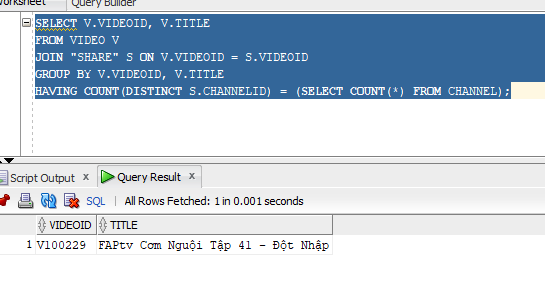 Worksheet Query Builder
SELECT V.VIDEOID, V.TITLE
FROM VIDEO V
JOIN "SHARE" S ON V.VIDEOID = S.VIDEOID
GROUP BY V.VIDEOID, V.TITLE
HAVING COUNT(DISTINCT S.CHANNELID) = (SELECT COUNT(*) FROM CHANNEL);
Script Output x Query Result x
SQL | All Rows Fetched: 1 in 0.001 seconds
VIDEOID TITLE
1 V100229 FAPtv Cơm Nguội Tập 41 - Đột Nhập